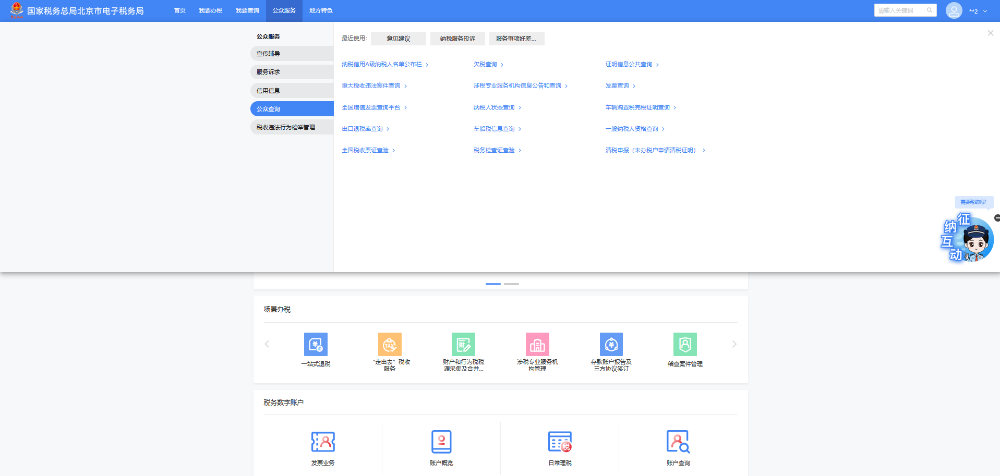 国家税务总局北京市电子税务局
首页 我要办税 我要查询 公众服务 地方特色
请输入关键词
**2
公众服务
宣传辅导
服务诉求
信用信息
公众查询
税收违法行为检举管理
最近使用： 意见建议 纳税服务投诉 服务事项好差...
纳税信用A级纳税人名单公布栏 欠税查询 证明信息公共查询
重大税收违法案件查询 涉税专业服务机构信息公告和查询 发票查询
全国增值发票查询平台 纳税人状态查询 车辆购置税完税证明查询
出口退税率查询 车船税信息查询 一般纳税人资格查询
全国税收票证查验 税务检查证查验 清税申报（未办税户申请清税证明）
需要帮助吗？
征纳互动
场景办税
一站式退税
“走出去”税收
服务
财产和行为税税
源采集及合并...
涉税专业服务机
构管理
存款账户报告及
三方协议签订
稽查案件管理
税务数字账户
发票业务 账户概览 日常理税 账户查询